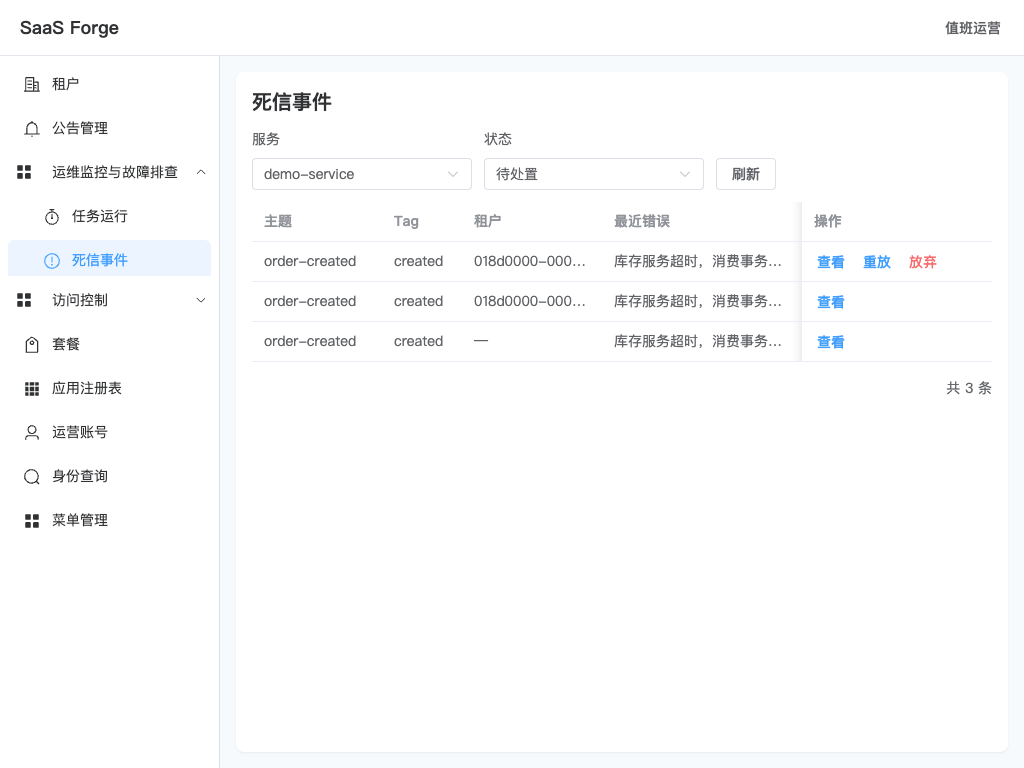 SaaS Forge
值班运营
租户
公告管理
运维监控与故障排查
任务运行
死信事件
访问控制
套餐
应用注册表
运营账号
身份查询
菜单管理
死信事件
服务
状态
demo-service
待处置
刷新
主题 Tag 租户 最近错误 操作
order-created created 018d0000-000... 库存服务超时，消费事务... 查看 重放 放弃
order-created created 018d0000-000... 库存服务超时，消费事务... 查看
order-created created — 库存服务超时，消费事务... 查看
共 3 条